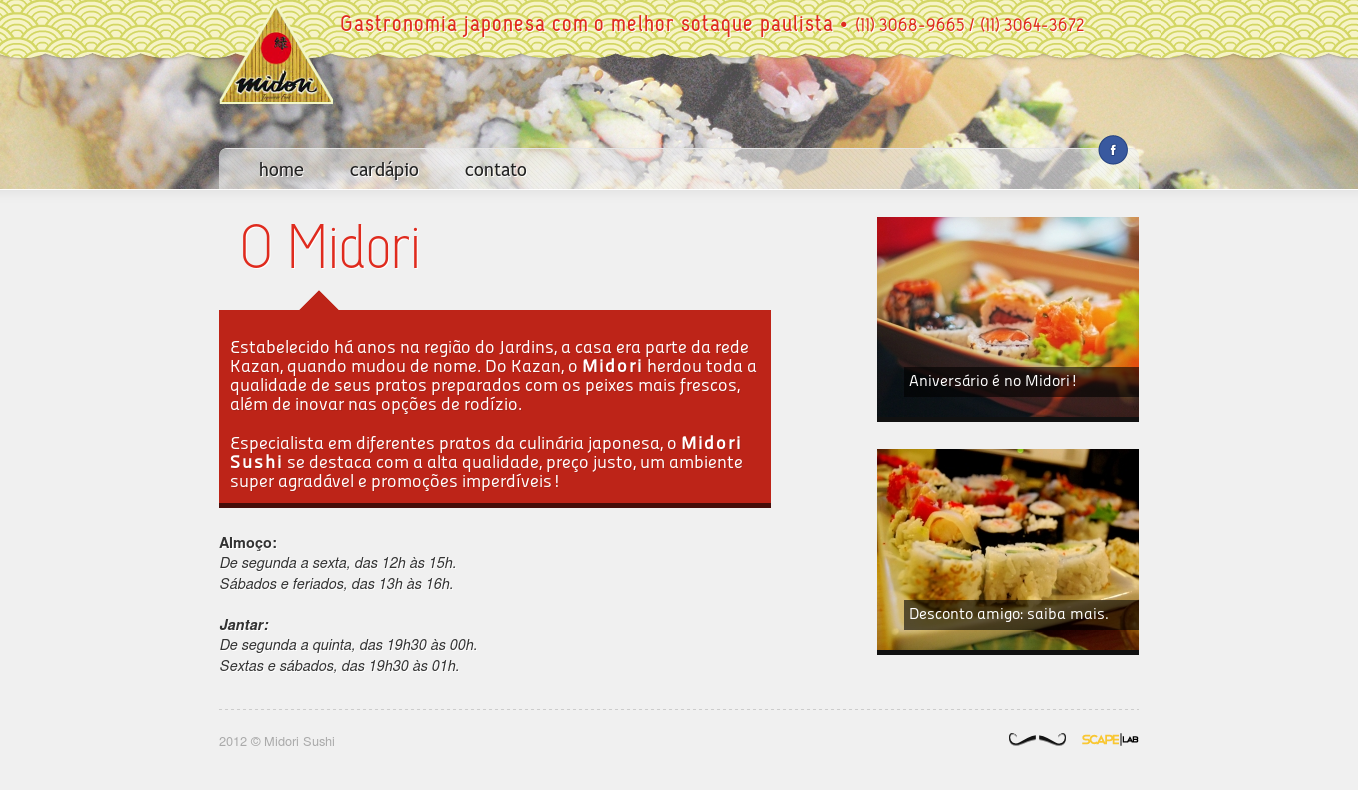 Gastronomia japonesa com o melhor sotaque paulista • (11) 3068-9665 / (11) 3064-3672
midori
home
cardápio
contato
f
O Midori
Estabelecido há anos na região do Jardins, a casa era parte da rede
Kazan, quando mudou de nome. Do Kazan, o Midori herdou toda a
qualidade de seus pratos preparados com os peixes mais frescos,
além de inovar nas opções de rodízio.
Especialista em diferentes pratos da culinária japonesa, o Midori
Sushi se destaca com a alta qualidade, preço justo, um ambiente
super agradável e promoções imperdíveis!
Almoço:
De segunda a sexta, das 12h às 15h.
Sábados e feriados, das 13h às 16h.
Jantar:
De segunda a quinta, das 19h30 às 00h.
Sextas e sábados, das 19h30 às 01h.
Aniversário é no Midori!
Desconto amigo: saiba mais.
2012 © Midori Sushi
SCAPE|LAB